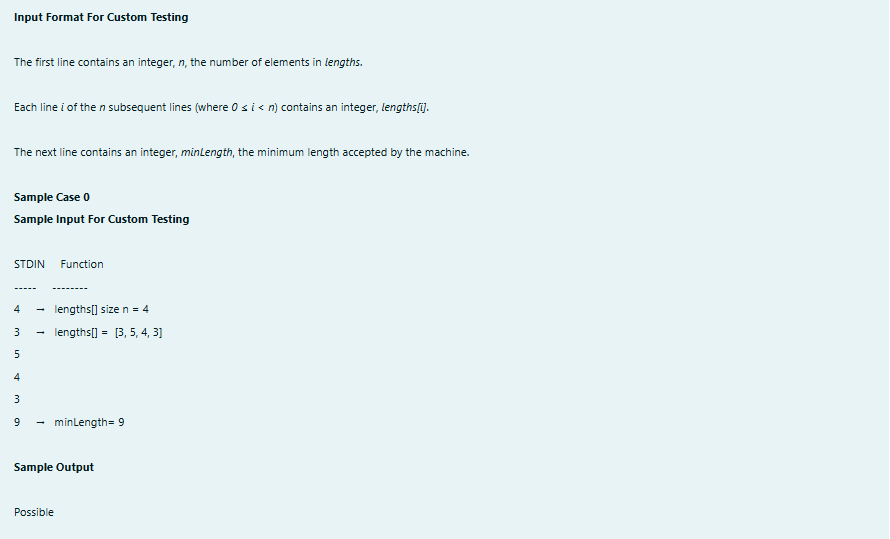 Input Format For Custom Testing
The first line contains an integer, n, the number of elements in lengths.
Each line i of the n subsequent lines (where 0 ≤ i < n) contains an integer, lengths[i].
The next line contains an integer, minLength, the minimum length accepted by the machine.
Sample Case 0
Sample Input For Custom Testing
STDIN Function
----- --------
4 → lengths[] size n = 4
3 → lengths[] = [3, 5, 4, 3]
5
4
3
9 → minLength= 9
Sample Output
Possible